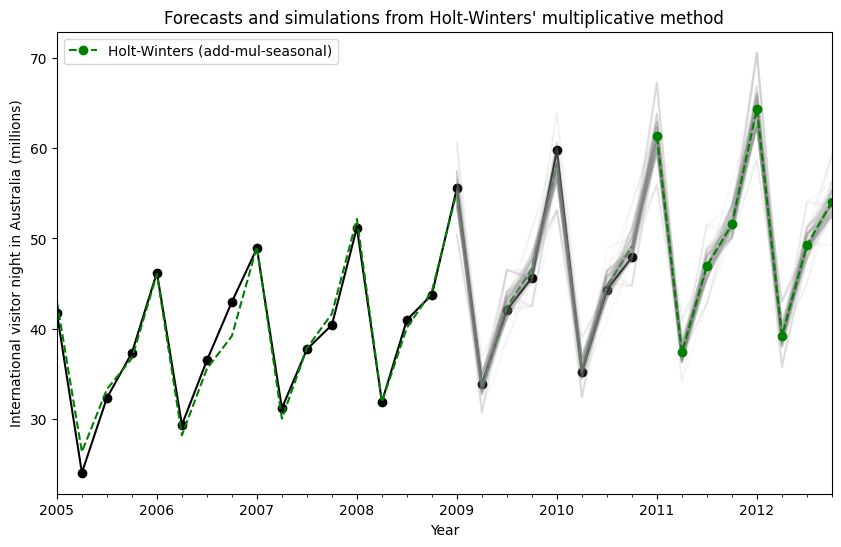 Forecasts and simulations from Holt-Winters' multiplicative method
Holt-Winters (add-mul-seasonal)
International visitor night in Australia (millions)
70
60
50
40
30
2005 2006 2007 2008 2009 2010 2011 2012
Year